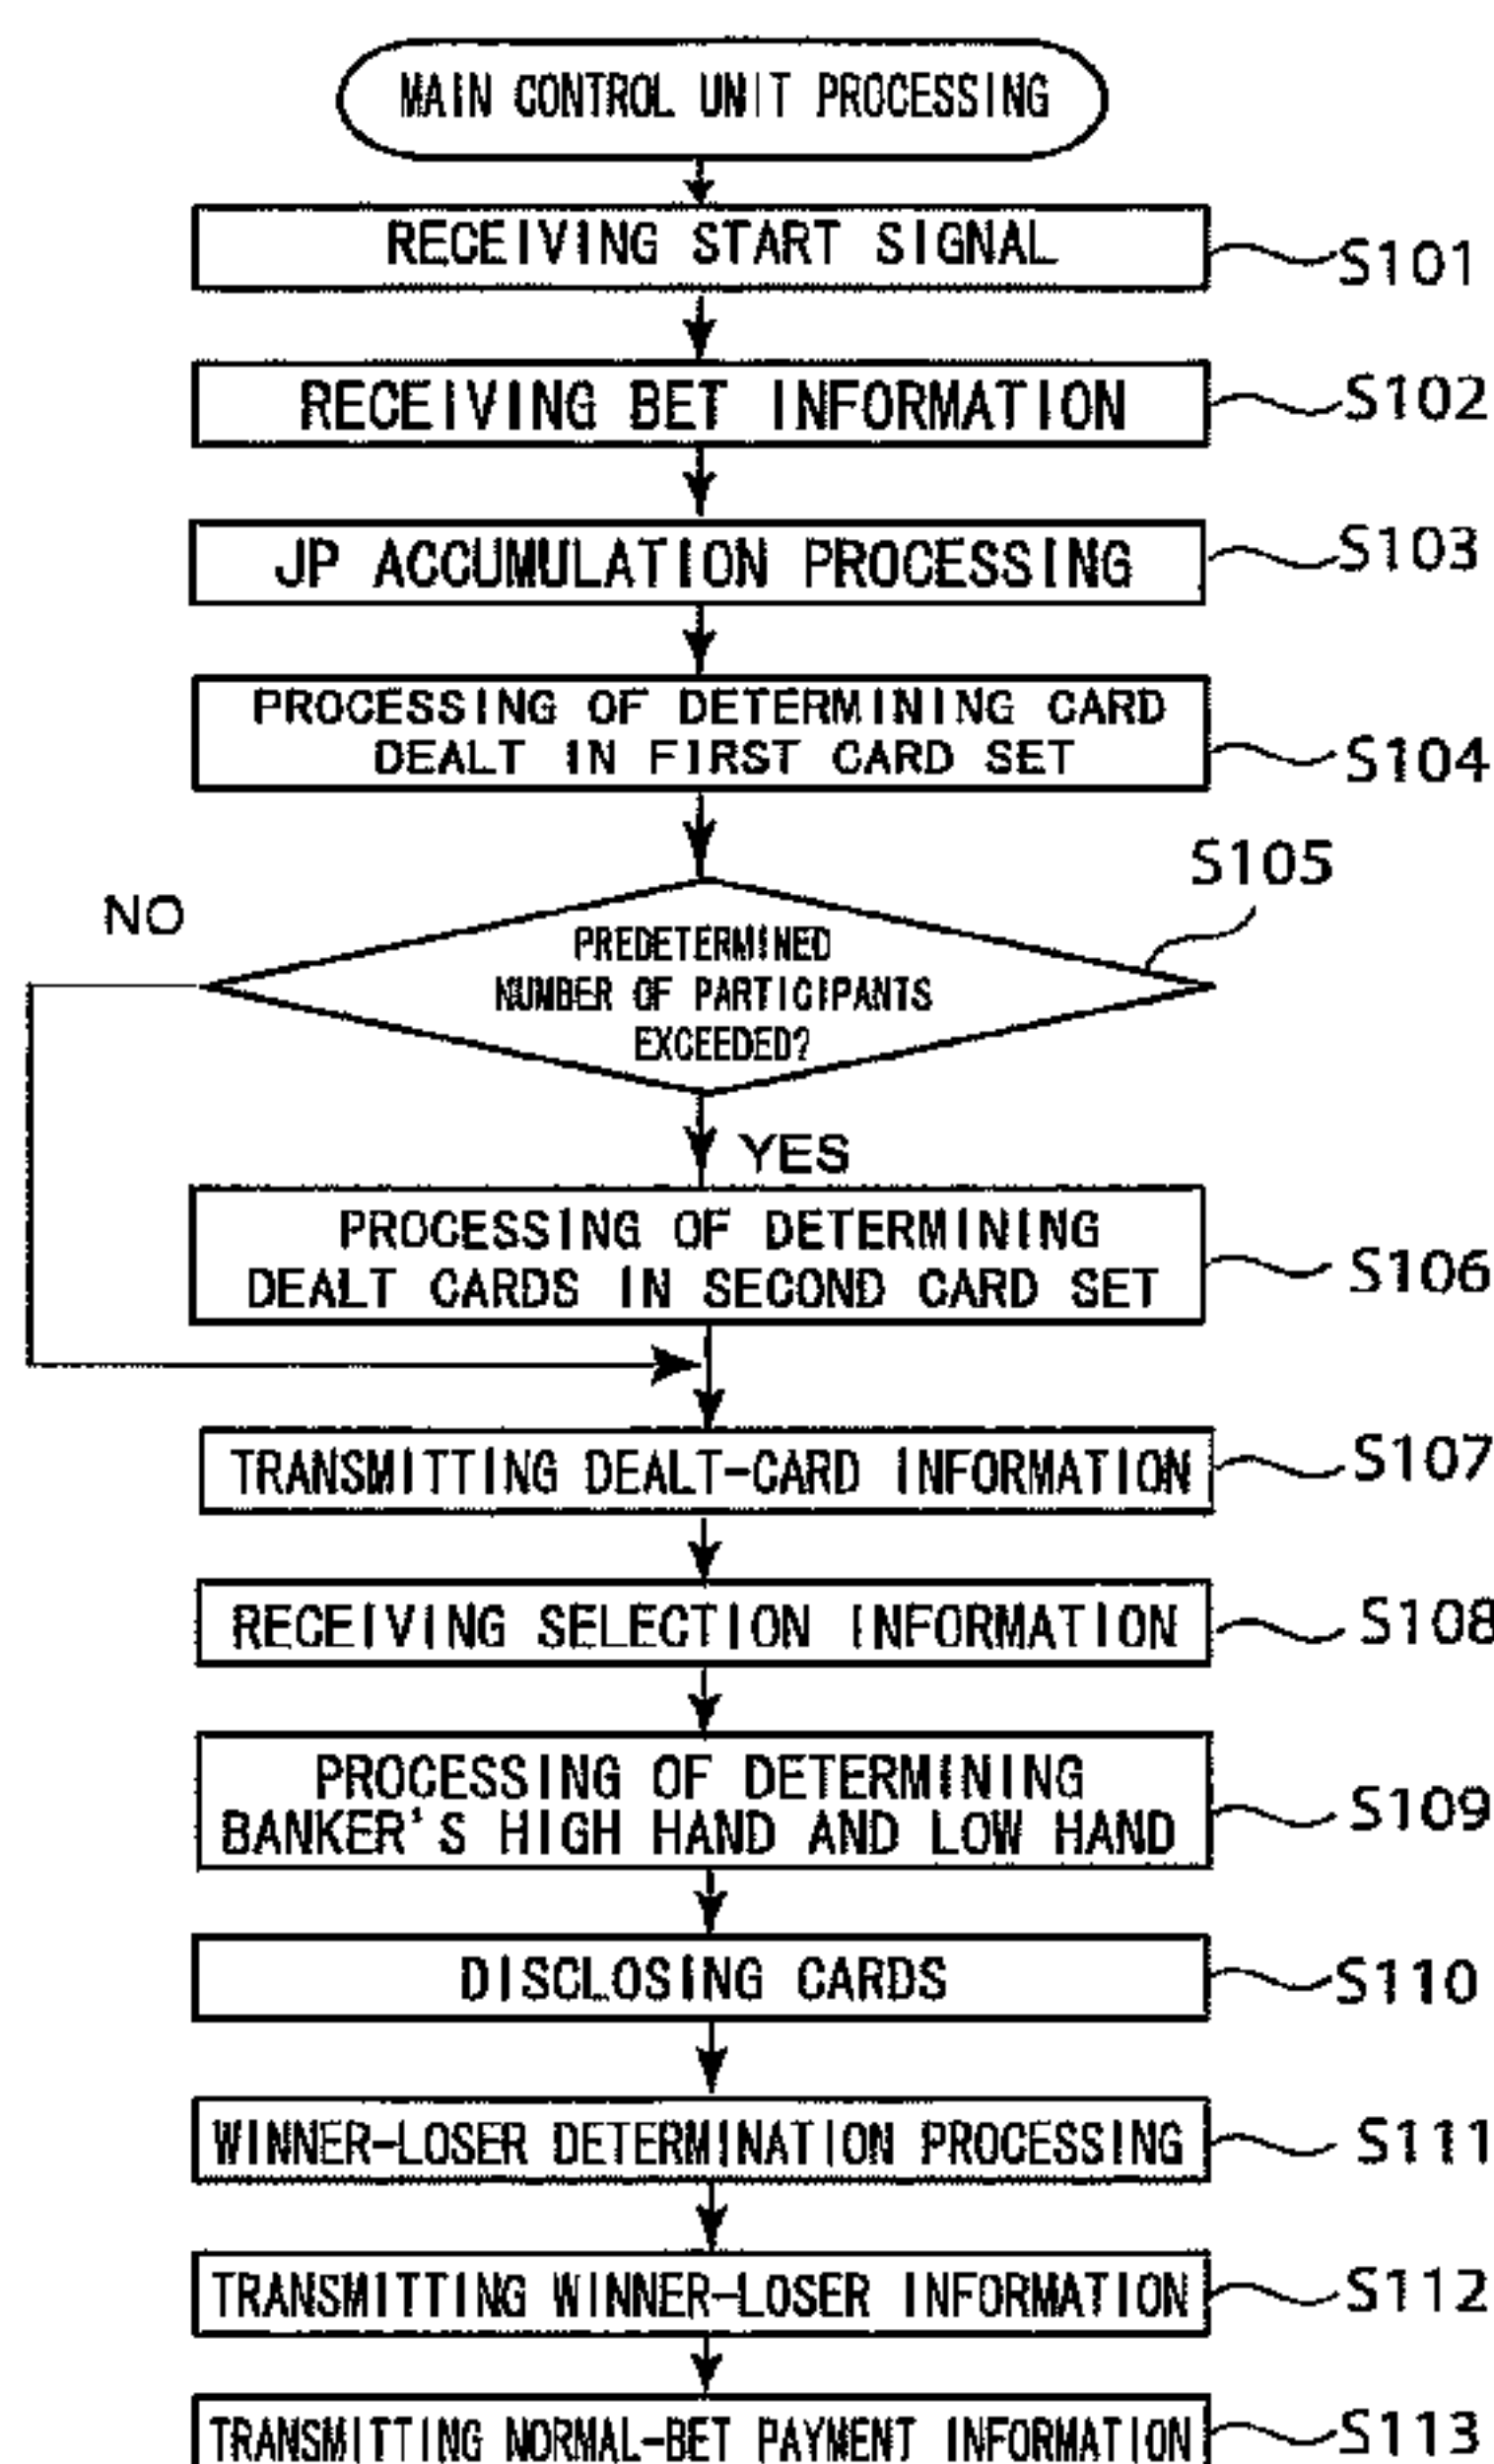 MAIN CONTROL UNIT PROCESSING
RECEIVING START SIGNAL
S101
RECEIVING BET INFORMATION
S102
JP ACCUMULATION PROCESSING
S103
PROCESSING OF DETERMINING CARD
DEALT IN FIRST CARD SET
S104
S105
NO
PREDETERMINED
NUMBER OF PARTICIPANTS
EXCEEDED?
YES
PROCESSING OF DETERMINING
DEALT CARDS IN SECOND CARD SET
S106
TRANSMITTING DEALT-CARD INFORMATION
S107
RECEIVING SELECTION INFORMATION
S108
PROCESSING OF DETERMINING
BANKER'S HIGH HAND AND LOW HAND
S109
DISCLOSING CARDS
S110
WINNER-LOSER DETERMINATION PROCESSING
S111
TRANSMITTING WINNER-LOSER INFORMATION
S112
TRANSMITTING NORMAL-BET PAYMENT INFORMATION
S113